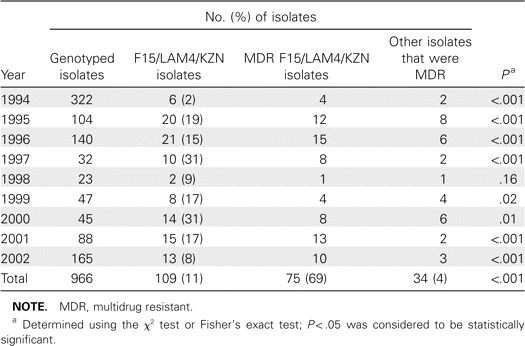 No. (%) of isolates
Year Genotyped isolates F15/LAM4/KZN isolates MDR F15/LAM4/KZN isolates Other isolates that were MDR Pª
1994 322 6 (2) 4 2 <.001
1995 104 20 (19) 12 8 <.001
1996 140 21 (15) 15 6 <.001
1997 32 10 (31) 8 2 <.001
1998 23 2 (9) 1 1 .16
1999 47 8 (17) 4 4 .02
2000 45 14 (31) 8 6 .01
2001 88 15 (17) 13 2 <.001
2002 165 13 (8) 10 3 <.001
Total 966 109 (11) 75 (69) 34 (4) <.001
NOTE. MDR, multidrug resistant.
ª Determined using the χ² test or Fisher's exact test; P<.05 was considered to be statistically
significant.